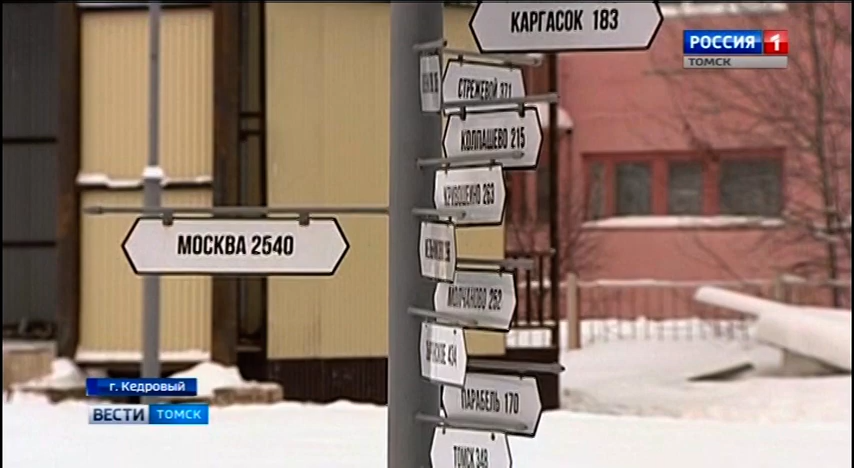 КАРГАСОК 183
РОССИЯ 1
ТОМСК
СТРЕЖЕВОЙ 371
КОЛПАШЕВО 215
КРИВОШЕИНО 263
МОСКВА 2540
МОЛЧАНОВО 252
434
ПАРАБЕЛЬ 170
ТОМСК 348
г. Кедровый
ВЕСТИ ТОМСК